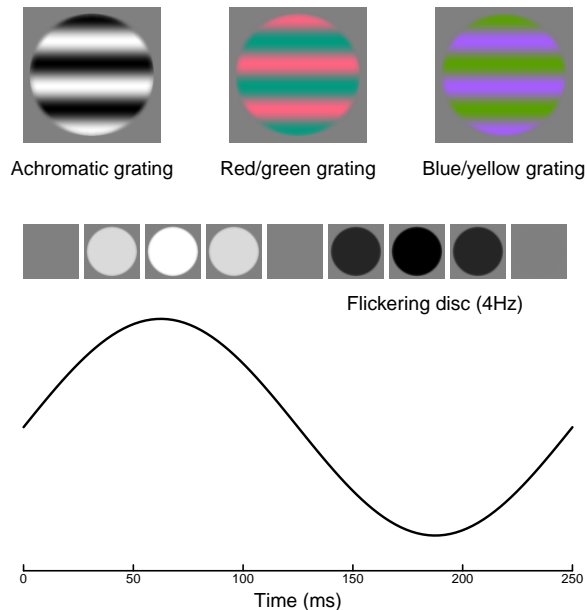 Achromatic grating
Red/green grating
Blue/yellow grating
Flickering disc (4Hz)
0 50 100 150 200 250
Time (ms)